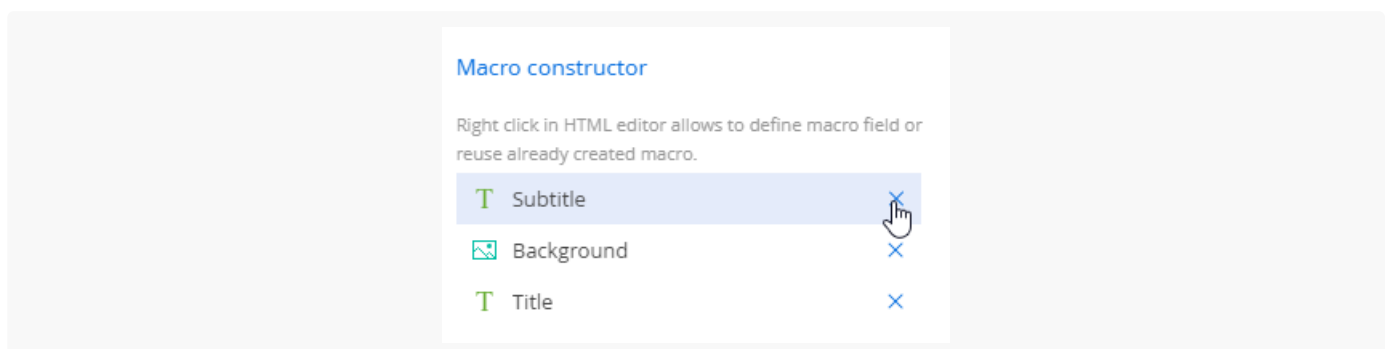 Macro constructor
Right click in HTML editor allows to define macro field or
reuse already created macro.
Subtitle
Background
Title